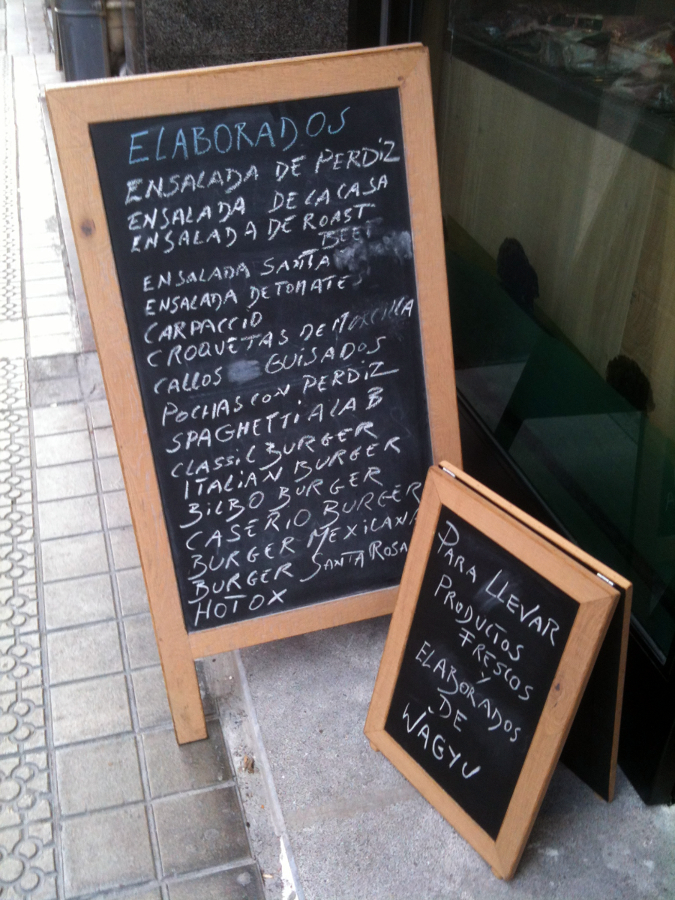 ELABORADOS
ENSALADA DE PERDIZ
ENSALADA DE LA CASA
ENSALADA DE ROAST
BEEF
ENSALADA SANTA
ENSALADA DE TOMATES
CARPACCIO
CROQUETAS DE MORCILLA
CALLOS GUISADOS
POCHAS CON PERDIZ
SPAGHETTI A LA B
CLASSIC BURGER
ITALIAN BURGER
BILBO BURGER
CASERIO BURGER
BURGER MEXICANA
BURGER SANTA ROSA
HOTOX
PARA LLEVAR
PRODUCTOS
FRESCOS
Y
ELABORADOS
DE
WAGYU